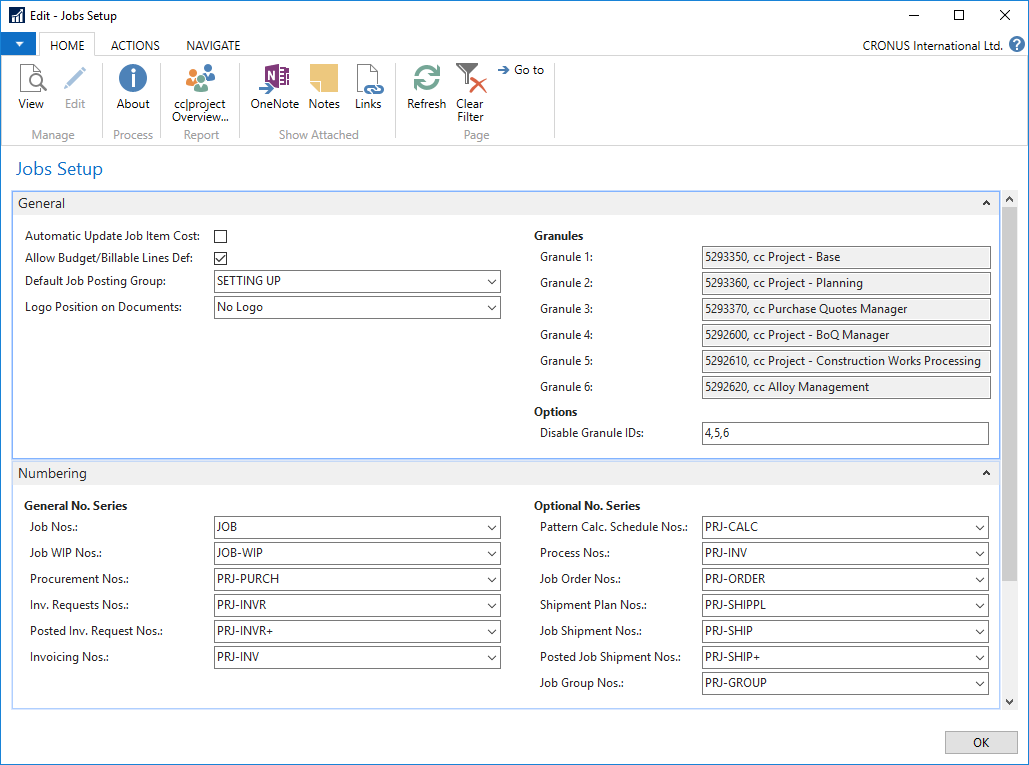 Edit - Jobs Setup
HOME ACTIONS NAVIGATE CRONUS International Ltd. ?
View Edit About cc|project Overview... OneNote Notes Links Refresh Clear Filter Go to
Manage Process Report Show Attached Page
Jobs Setup
General
Automatic Update Job Item Cost:
Allow Budget/Billable Lines Def:
Default Job Posting Group: SETTING UP
Logo Position on Documents: No Logo
Granules
Granule 1: 5293350, cc Project - Base
Granule 2: 5293360, cc Project - Planning
Granule 3: 5293370, cc Purchase Quotes Manager
Granule 4: 5292600, cc Project - BoQ Manager
Granule 5: 5292610, cc Project - Construction Works Processing
Granule 6: 5292620, cc Alloy Management
Options
Disable Granule IDs: 4,5,6
Numbering
General No. Series
Job Nos.: JOB
Job WIP Nos.: JOB-WIP
Procurement Nos.: PRJ-PURCH
Inv. Requests Nos.: PRJ-INVR
Posted Inv. Request Nos.: PRJ-INVR+
Invoicing Nos.: PRJ-INV
Optional No. Series
Pattern Calc. Schedule Nos.: PRJ-CALC
Process Nos.: PRJ-INV
Job Order Nos.: PRJ-ORDER
Shipment Plan Nos.: PRJ-SHIPPL
Job Shipment Nos.: PRJ-SHIP
Posted Job Shipment Nos.: PRJ-SHIP+
Job Group Nos.: PRJ-GROUP
OK